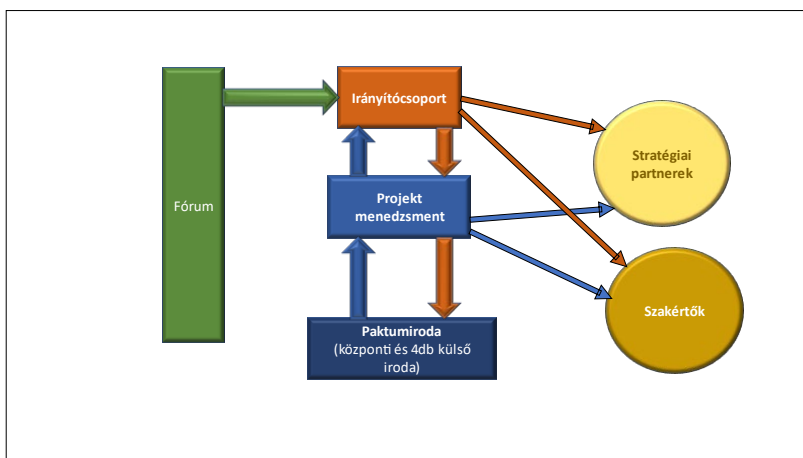 Fórum
Irányítócsoport
Projekt
menedzsment
Paktumiroda
(központi és 4db külső
iroda)
Stratégiai
partnerek
Szakértők